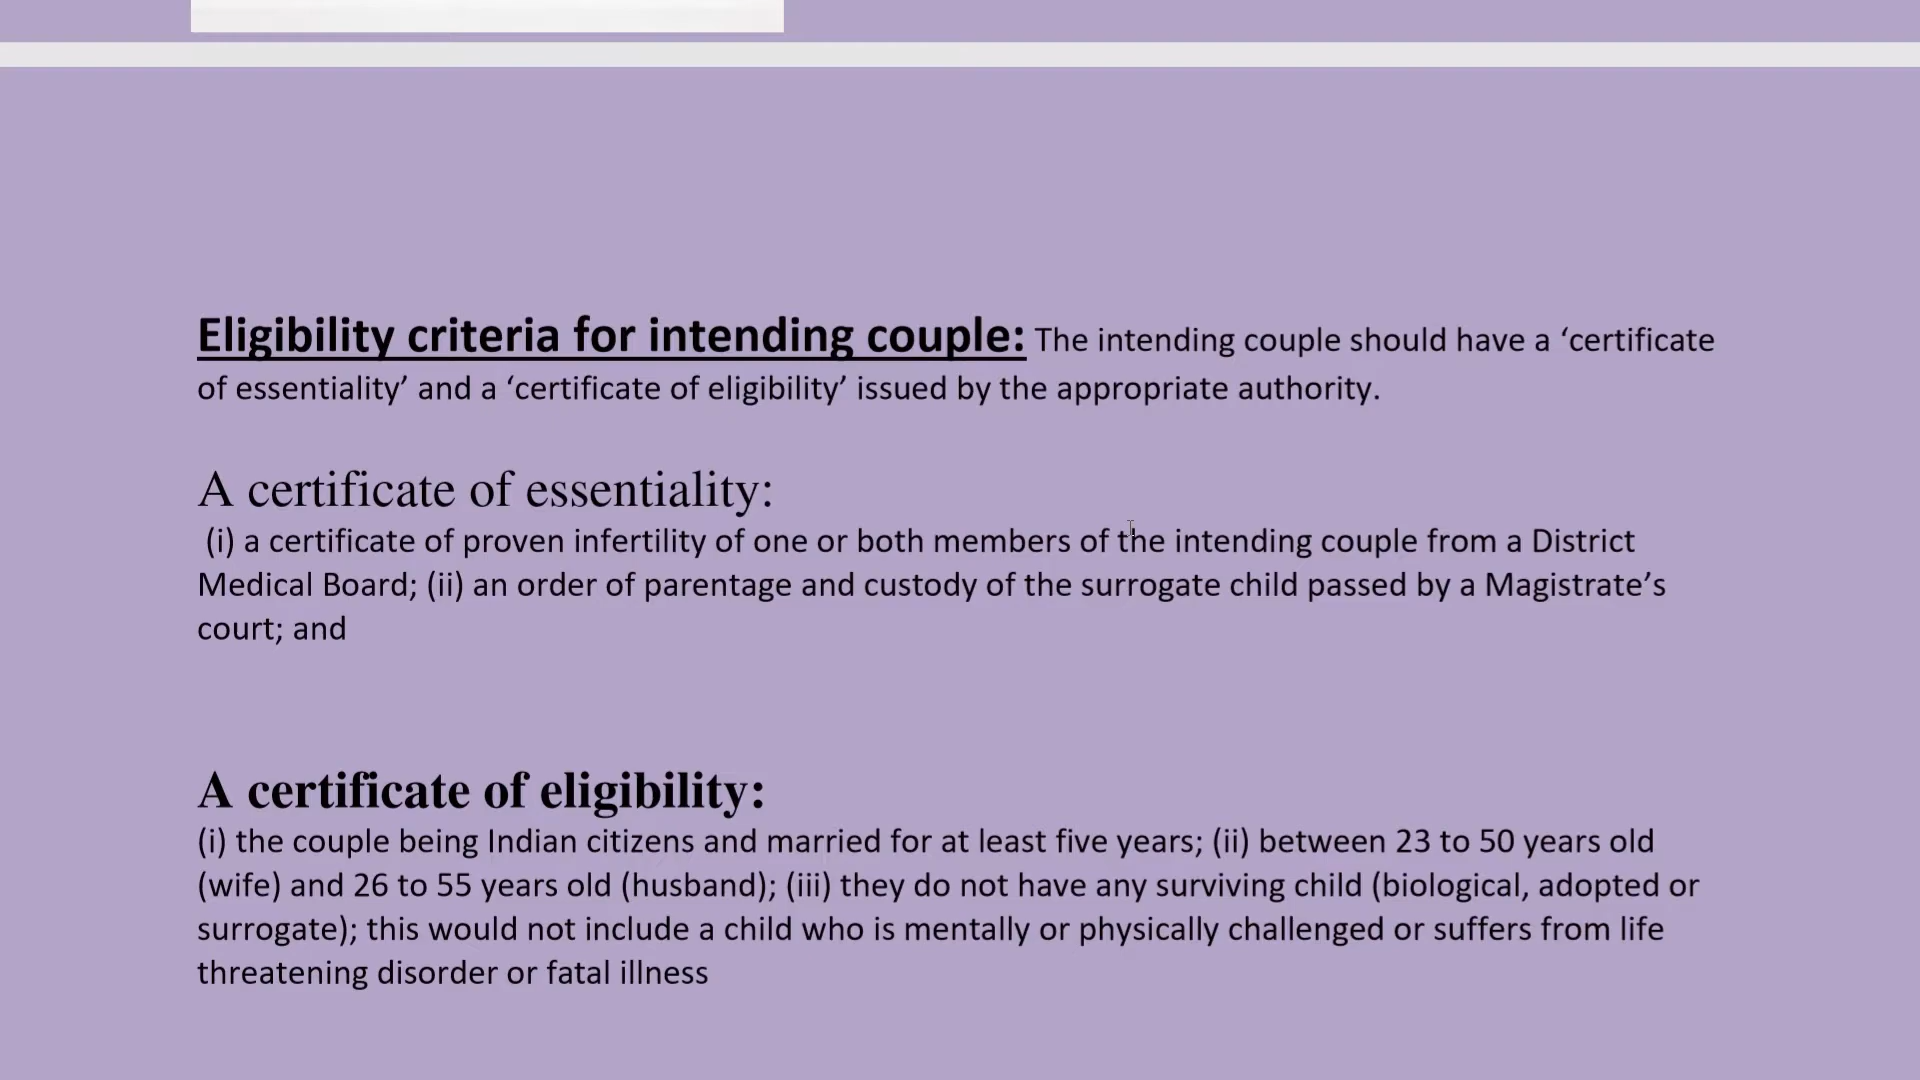 Eligibility criteria for intending couple: The intending couple should have a ‘certificate
of essentiality’ and a ‘certificate of eligibility’ issued by the appropriate authority.
A certificate of essentiality:
(i) a certificate of proven infertility of one or both members of the intending couple from a District
Medical Board; (ii) an order of parentage and custody of the surrogate child passed by a Magistrate’s
court; and
A certificate of eligibility:
(i) the couple being Indian citizens and married for at least five years; (ii) between 23 to 50 years old
(wife) and 26 to 55 years old (husband); (iii) they do not have any surviving child (biological, adopted or
surrogate); this would not include a child who is mentally or physically challenged or suffers from life
threatening disorder or fatal illness